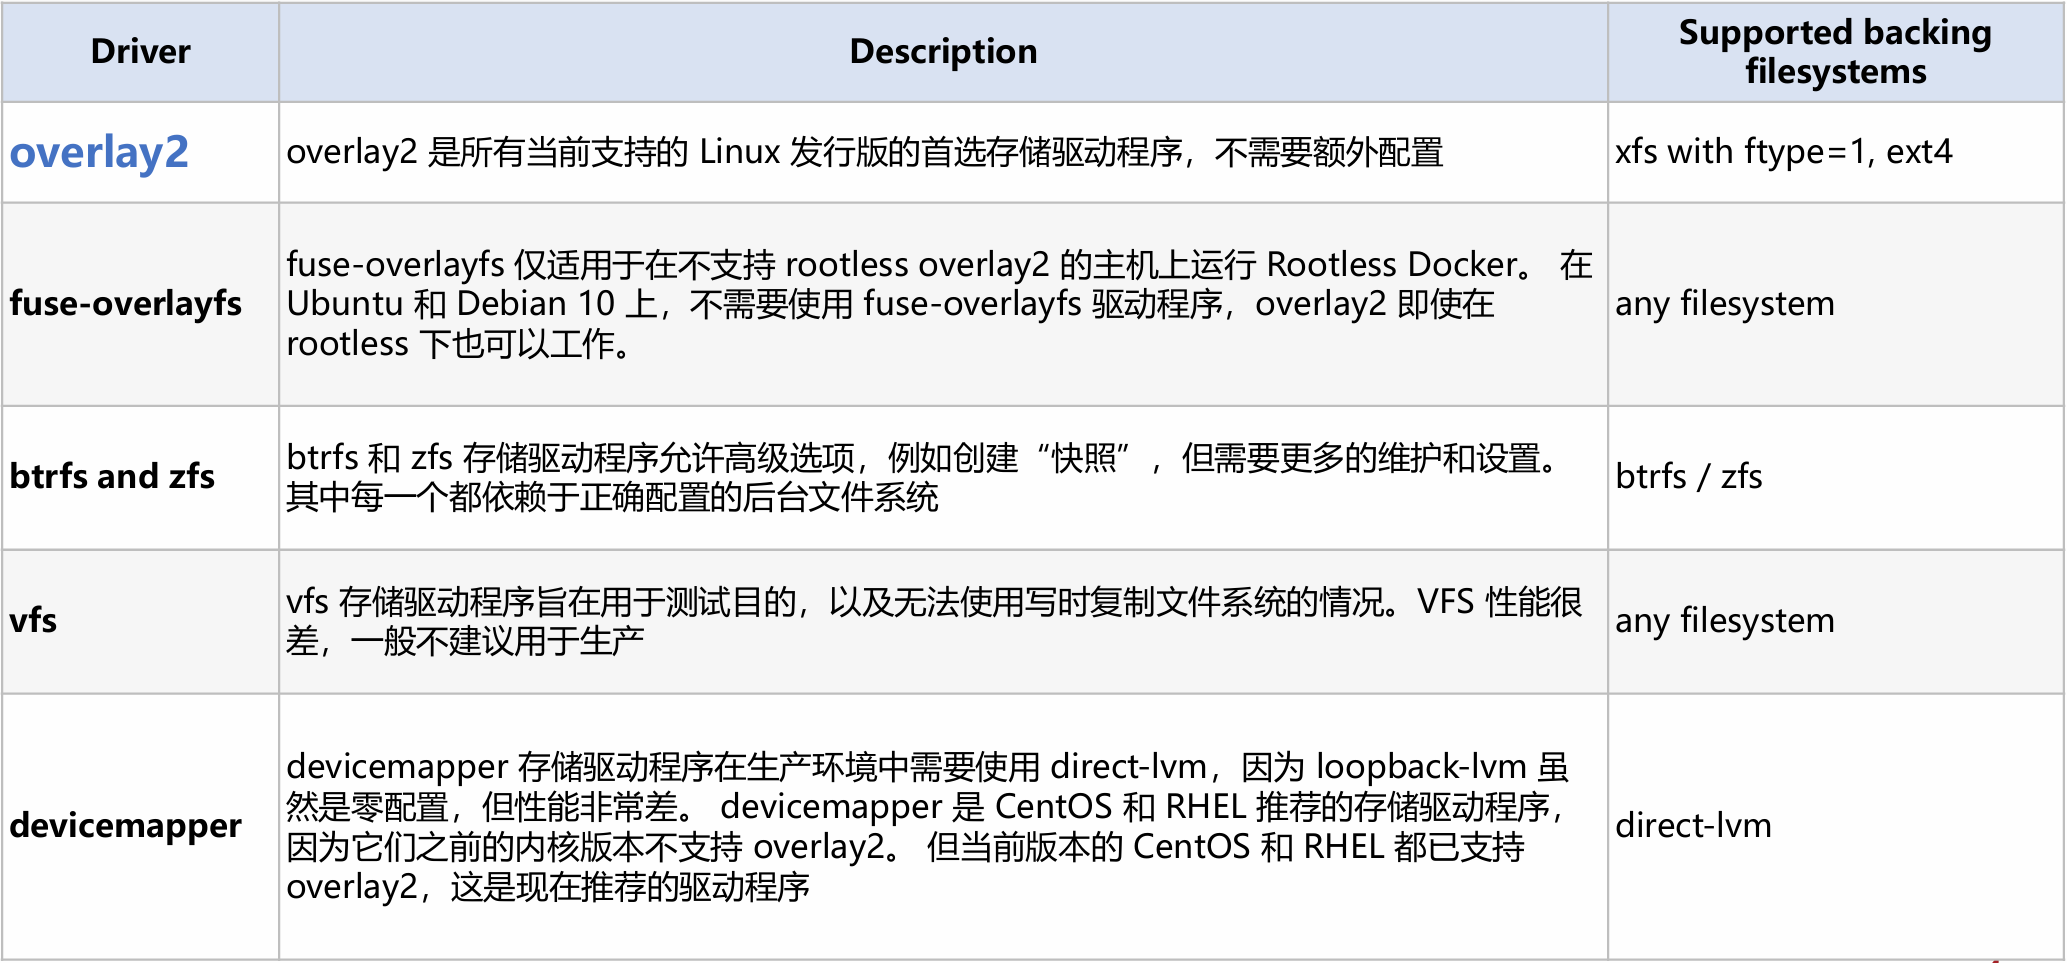 Driver
Description
Supported backing
filesystems
overlay2
overlay2 是所有当前支持的 Linux 发行版的首选存储驱动程序，不需要额外配置
xfs with ftype=1, ext4
fuse-overlayfs
fuse-overlayfs 仅适用于在不支持 rootless overlay2 的主机上运行 Rootless Docker。 在
Ubuntu 和 Debian 10 上，不需要使用 fuse-overlayfs 驱动程序，overlay2 即使在
rootless 下也可以工作。
any filesystem
btrfs and zfs
btrfs 和 zfs 存储驱动程序允许高级选项，例如创建“快照”，但需要更多的维护和设置。
其中每一个都依赖于正确配置的后台文件系统
btrfs / zfs
vfs
vfs 存储驱动程序旨在用于测试目的，以及无法使用写时复制文件系统的情况。VFS 性能很
差，一般不建议用于生产
any filesystem
devicemapper
devicemapper 存储驱动程序在生产环境中需要使用 direct-lvm，因为 loopback-lvm 虽
然是零配置，但性能非常差。 devicemapper 是 CentOS 和 RHEL 推荐的存储驱动程序，
因为它们之前的内核版本不支持 overlay2。 但当前版本的 CentOS 和 RHEL 都已支持
overlay2，这是现在推荐的驱动程序
direct-lvm